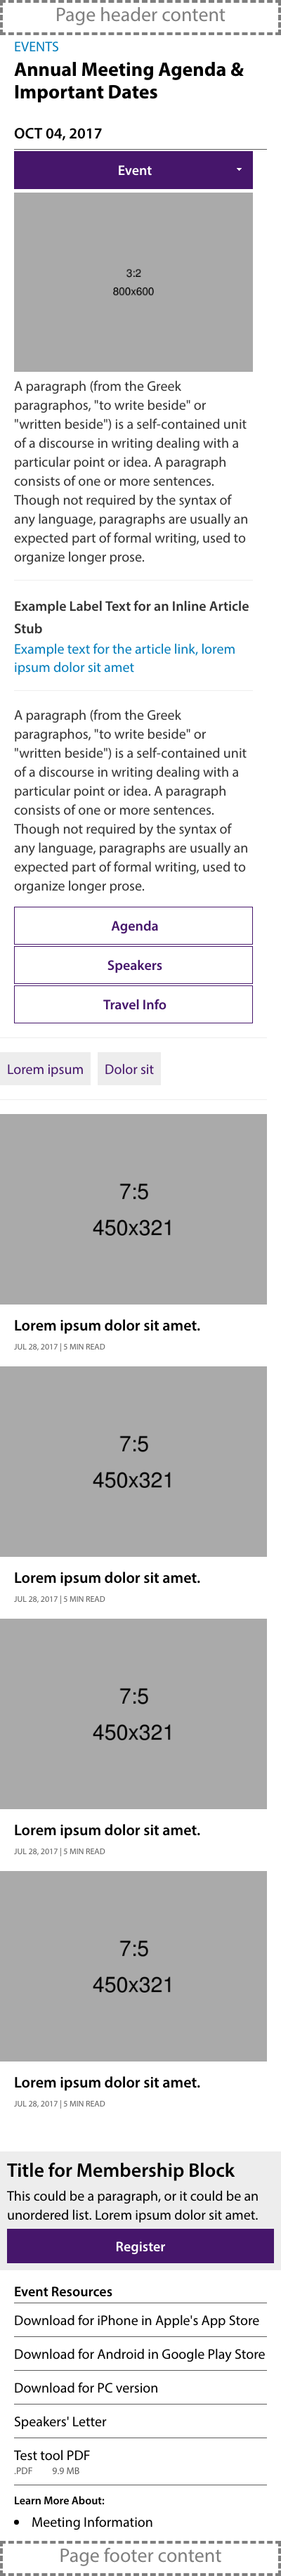 Page header content
EVENTS
Annual Meeting Agenda &
Important Dates
OCT 04, 2017
Event
3:2
800x600
A paragraph (from the Greek
paragraphos, "to write beside" or
"written beside") is a self-contained unit
of a discourse in writing dealing with a
particular point or idea. A paragraph
consists of one or more sentences.
Though not required by the syntax of
any language, paragraphs are usually an
expected part of formal writing, used to
organize longer prose.
Example Label Text for an Inline Article
Stub
Example text for the article link, lorem
ipsum dolor sit amet
A paragraph (from the Greek
paragraphos, "to write beside" or
"written beside") is a self-contained unit
of a discourse in writing dealing with a
particular point or idea. A paragraph
consists of one or more sentences.
Though not required by the syntax of
any language, paragraphs are usually an
expected part of formal writing, used to
organize longer prose.
Agenda
Speakers
Travel Info
Lorem ipsum Dolor sit
7:5
450x321
Lorem ipsum dolor sit amet.
JUL 28, 2017 | 5 MIN READ
7:5
450x321
Lorem ipsum dolor sit amet.
JUL 28, 2017 | 5 MIN READ
7:5
450x321
Lorem ipsum dolor sit amet.
JUL 28, 2017 | 5 MIN READ
7:5
450x321
Lorem ipsum dolor sit amet.
JUL 28, 2017 | 5 MIN READ
Title for Membership Block
This could be a paragraph, or it could be an
unordered list. Lorem ipsum dolor sit amet.
Register
Event Resources
Download for iPhone in Apple's App Store
Download for Android in Google Play Store
Download for PC version
Speakers' Letter
Test tool PDF
.PDF 9.9 MB
Learn More About:
• Meeting Information
Page footer content